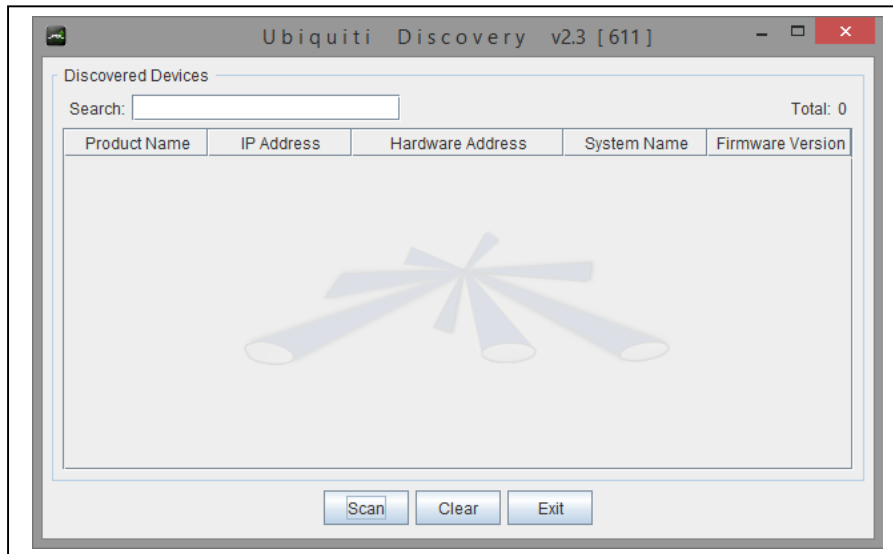 Ubiquiti Discovery v2.3 [611]
Discovered Devices
Search:
Total: 0
Product Name IP Address Hardware Address System Name Firmware Version
Scan Clear Exit